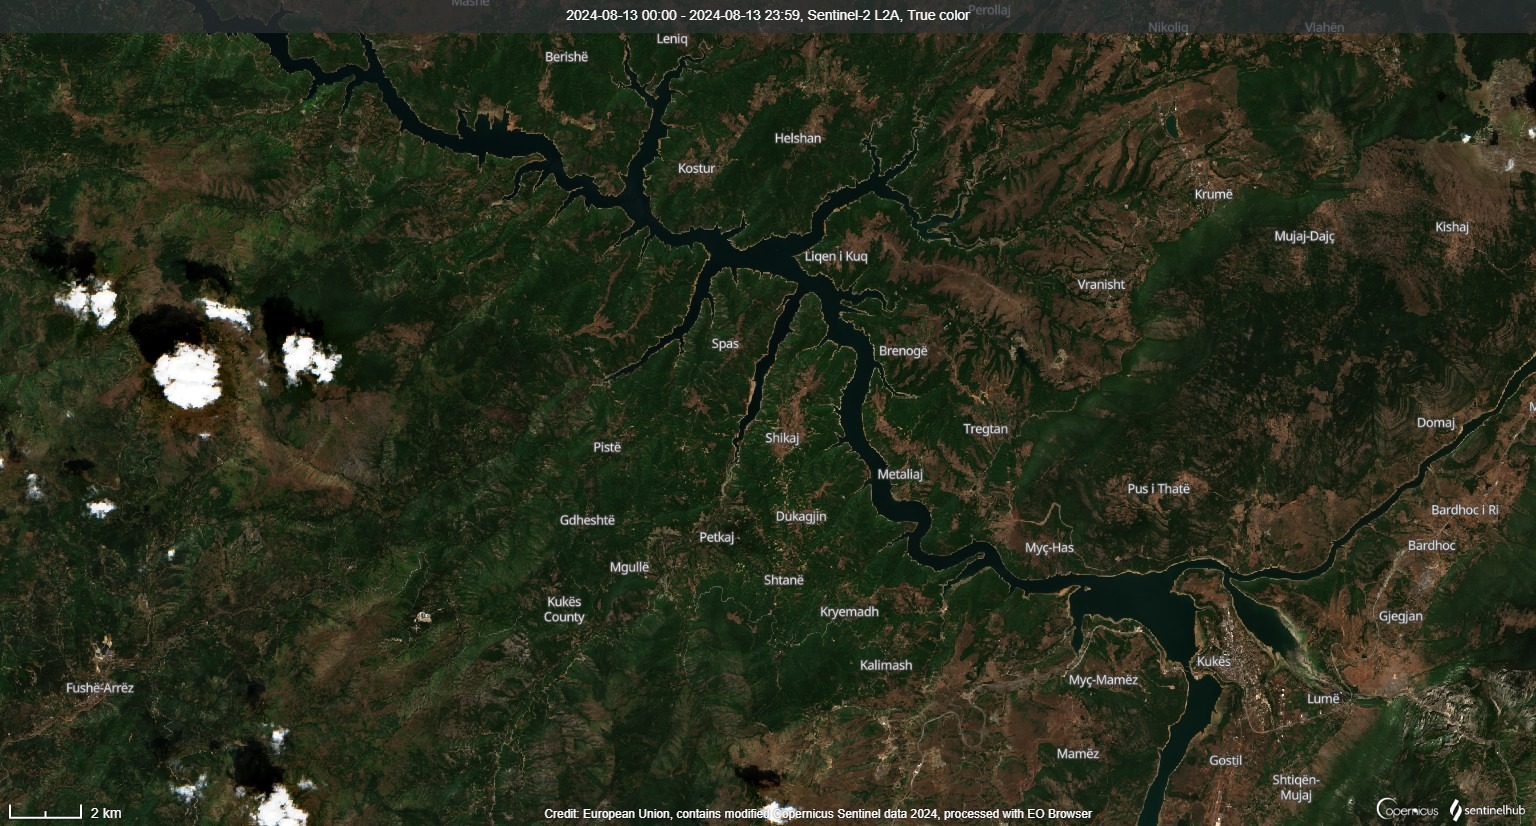 Mashë
2024-08-13 00:00 - 2024-08-13 23:59, Sentinel-2 L2A, True color
Perollaj
Nikoliq
Vlahën
Leniq
Berishë
Helshan
Kostur
Krumë
Kishaj
Mujaj-Dajç
Liqen i Kuq
Vranisht
Spas
Brenogë
Domaj
Tregtan
Shikaj
Pistë
Metaliaj
Pus i Thatë
Bardhoc i Ri
Dukagjin
Gdheshtë
Petkaj
Myç-Has
Bardhoc
Mgullë
Shtanë
Kukës
County
Kryemadh
Gjegjan
Kalimash
Kukës
Myç-Mamëz
Fushë-Arrëz
Lumë
Mamëz
Gostil
Shtiqën-
Mujaj
2 km
Credit: European Union, contains modified Copernicus Sentinel data 2024, processed with EO Browser
Copernicus
sentinelhub